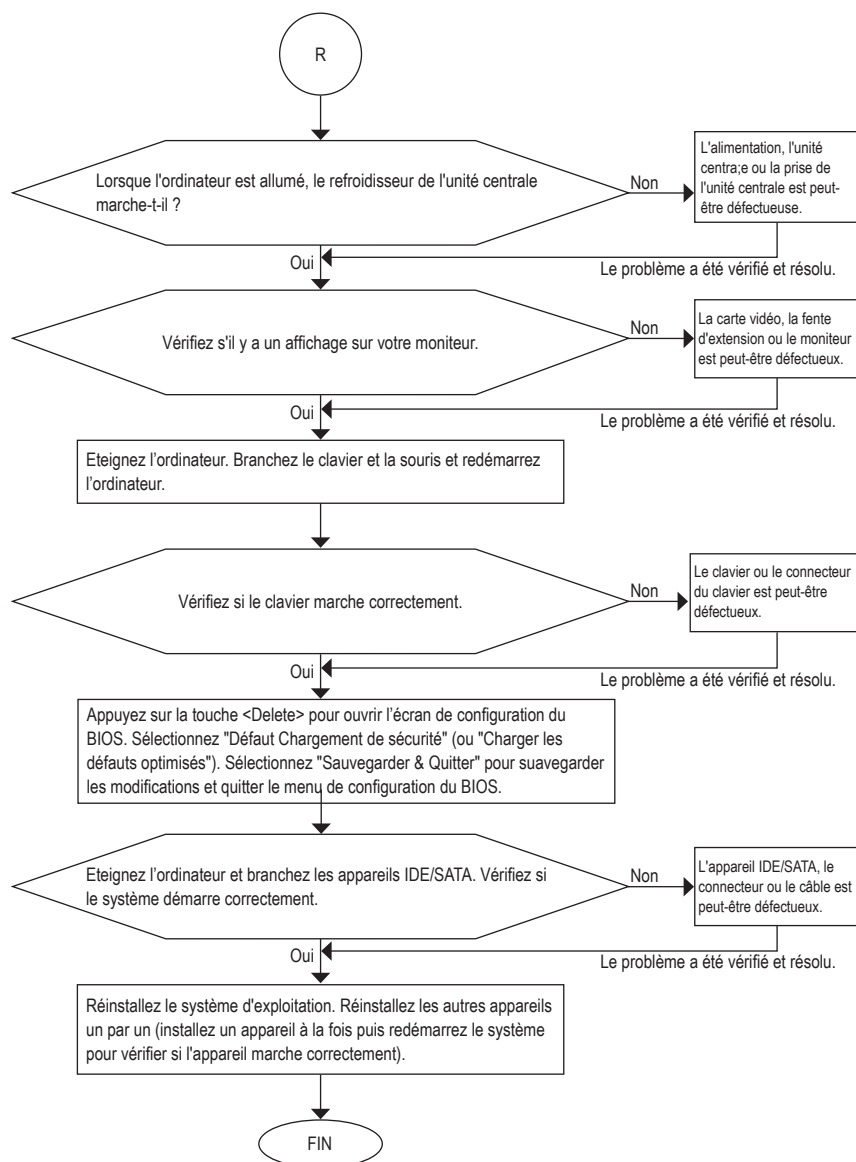 R
Lorsque l'ordinateur est allumé, le refroidisseur de l'unité centrale
marche-t-il ?
Non
L'alimentation, l'unité
centra;e ou la prise de
l'unité centrale est peut-
être défectueuse.
Oui
Le problème a été vérifié et résolu.
Vérifiez s'il y a un affichage sur votre moniteur.
Non
La carte vidéo, la fente
d'extension ou le moniteur
est peut-être défectueux.
Oui
Le problème a été vérifié et résolu.
Eteignez l’ordinateur. Branchez le clavier et la souris et redémarrez
l’ordinateur.
Vérifiez si le clavier marche correctement.
Non
Le clavier ou le connecteur
du clavier est peut-être
défectueux.
Oui
Le problème a été vérifié et résolu.
Appuyez sur la touche <Delete> pour ouvrir l’écran de configuration du
BIOS. Sélectionnez "Défaut Chargement de sécurité" (ou "Charger les
défauts optimisés"). Sélectionnez "Sauvegarder & Quitter" pour suavegarder
les modifications et quitter le menu de configuration du BIOS.
Eteignez l’ordinateur et branchez les appareils IDE/SATA. Vérifiez si
le système démarre correctement.
Non
L'appareil IDE/SATA, le
connecteur ou le câble est
peut-être défectueux.
Oui
Le problème a été vérifié et résolu.
Réinstallez le système d'exploitation. Réinstallez les autres appareils
un par un (installez un appareil à la fois puis redémarrez le système
pour vérifier si l'appareil marche correctement).
FIN